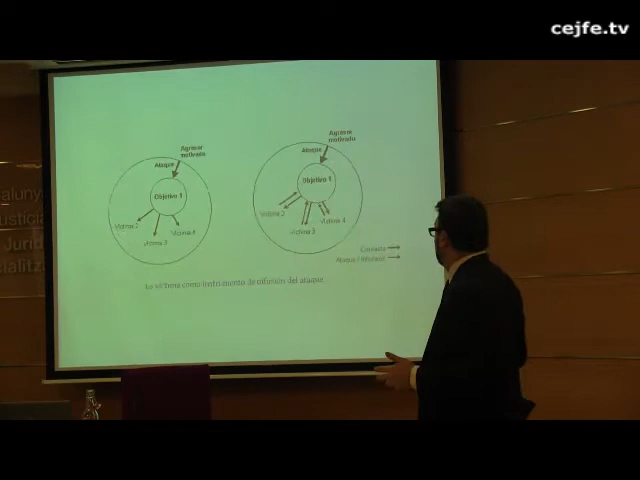 cejfe.tv
Agresor
motivado
Ataque
Objetivo 1
Víctima 2
Víctima 3
Víctima 4
Agresor
motivado
Ataque
Objetivo 1
Víctima 2
Víctima 3
Víctima 4
La víctima como instrumento de difusión del ataque
Juríd